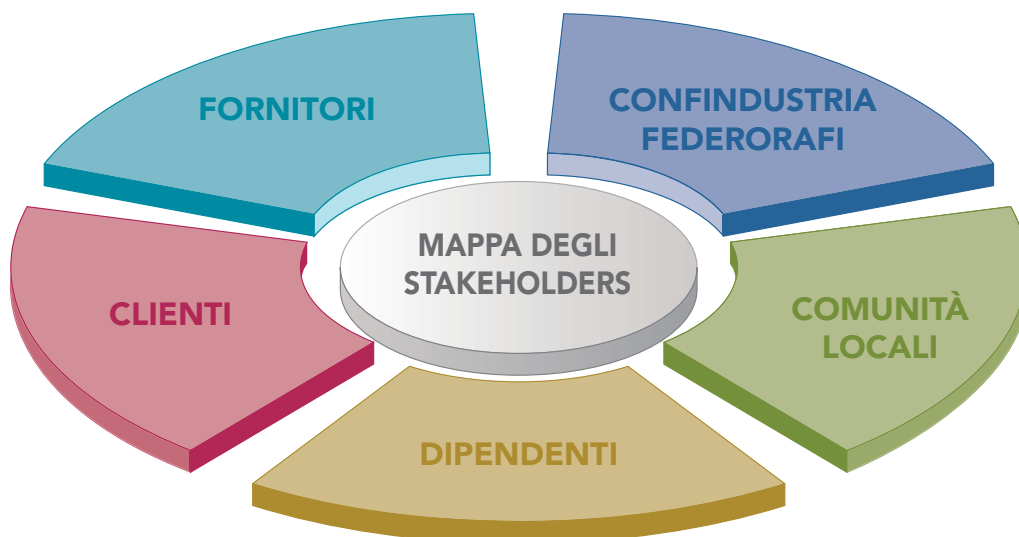 FORNITORI
CONFINDUSTRIA
FEDERORAFI
MAPPA DEGLI
STAKEHOLDERS
CLIENTI
COMUNITÀ
LOCALI
DIPENDENTI